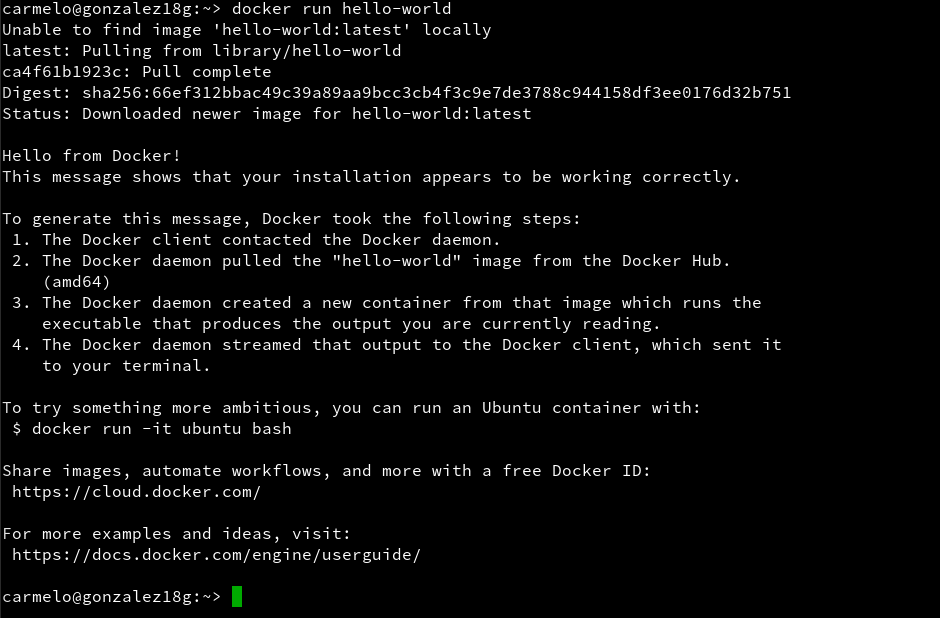 carmelo@gonzalez18g:~> docker run hello-world
Unable to find image 'hello-world:latest' locally
latest: Pulling from library/hello-world
ca4f61b1923c: Pull complete
Digest: sha256:66ef312bbac49c39a89aa9bcc3cb4f3c9e7de3788c944158df3ee0176d32b751
Status: Downloaded newer image for hello-world:latest

Hello from Docker!
This message shows that your installation appears to be working correctly.

To generate this message, Docker took the following steps:
 1. The Docker client contacted the Docker daemon.
 2. The Docker daemon pulled the "hello-world" image from the Docker Hub.
    (amd64)
 3. The Docker daemon created a new container from that image which runs the
    executable that produces the output you are currently reading.
 4. The Docker daemon streamed that output to the Docker client, which sent it
    to your terminal.

To try something more ambitious, you can run an Ubuntu container with:
 $ docker run -it ubuntu bash

Share images, automate workflows, and more with a free Docker ID:
 https://cloud.docker.com/

For more examples and ideas, visit:
 https://docs.docker.com/engine/userguide/

carmelo@gonzalez18g:~>